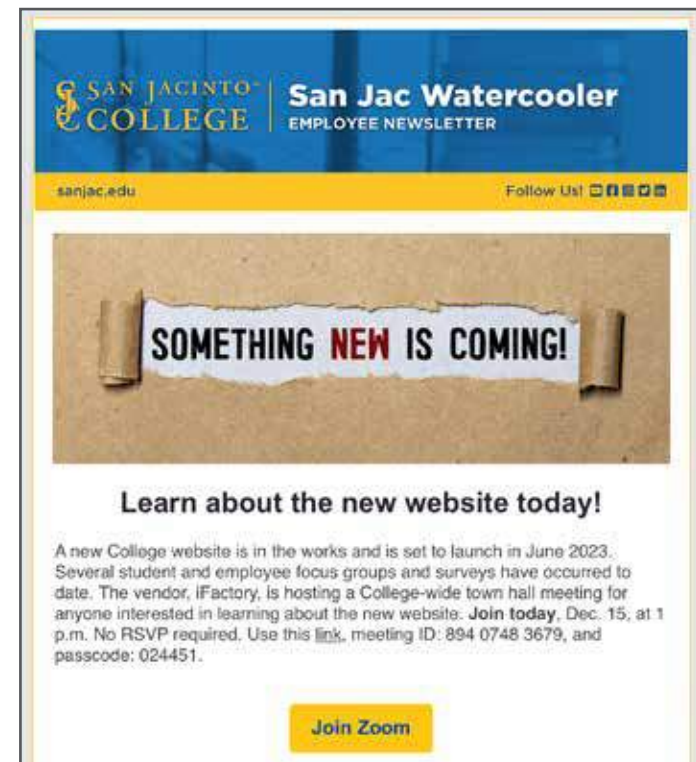 SAN JACINTO™
COLLEGE
San Jac Watercooler
EMPLOYEE NEWSLETTER
sanjac.edu
Follow Us!
SOMETHING NEW IS COMING!
Learn about the new website today!
A new College website is in the works and is set to launch in June 2023.
Several student and employee focus groups and surveys have occurred to
date. The vendor, iFactory, is hosting a College-wide town hall meeting for
anyone interested in learning about the new website. Join today, Dec. 15, at 1
p.m. No RSVP required. Use this link, meeting ID: 894 0748 3679, and
passcode: 024451.
Join Zoom